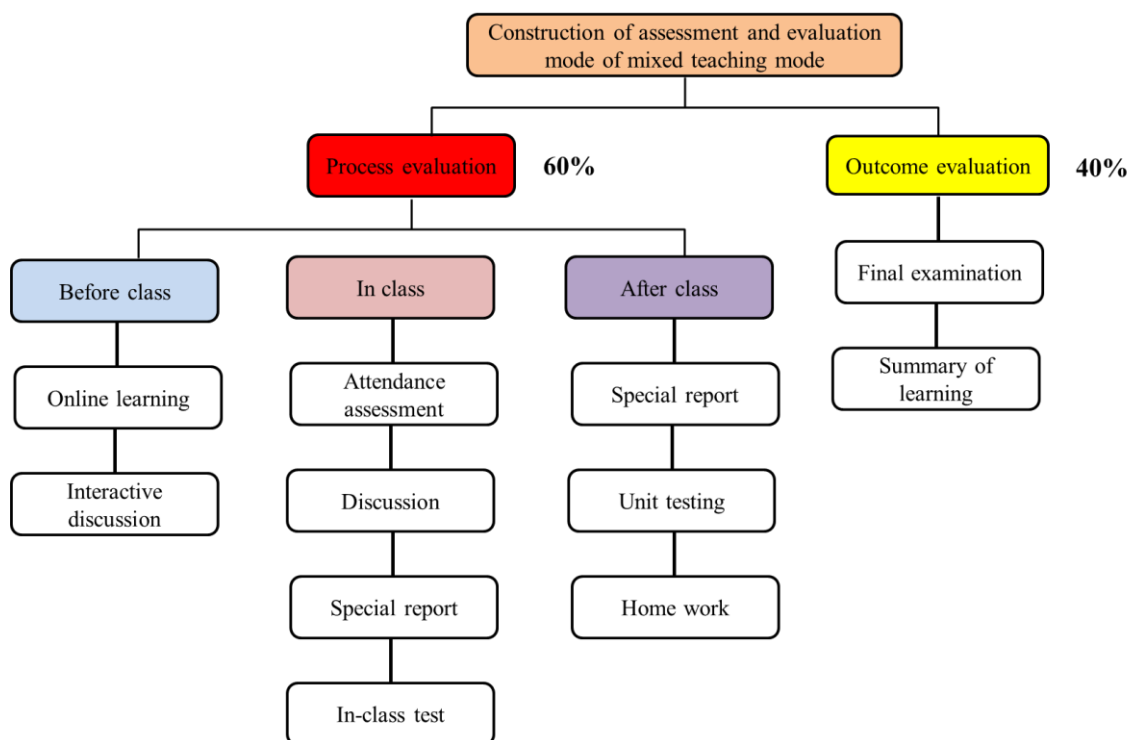 Construction of assessment and evaluation
mode of mixed teaching mode
Process evaluation
60%
Outcome evaluation
40%
Before class
In class
After class
Final examination
Online learning
Attendance
assessment
Special report
Summary of
learning
Interactive
discussion
Discussion
Unit testing
Special report
Home work
In-class test